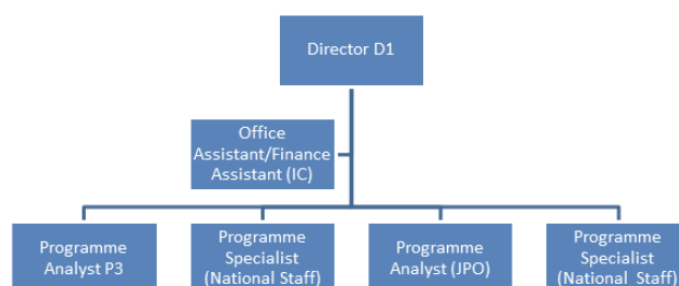 Director D1
Office
Assistant/Finance
Assistant (IC)
Programme
Analyst P3
Programme
Specialist
(National Staff)
Programme
Analyst (JPO)
Programme
Specialist
(National Staff)